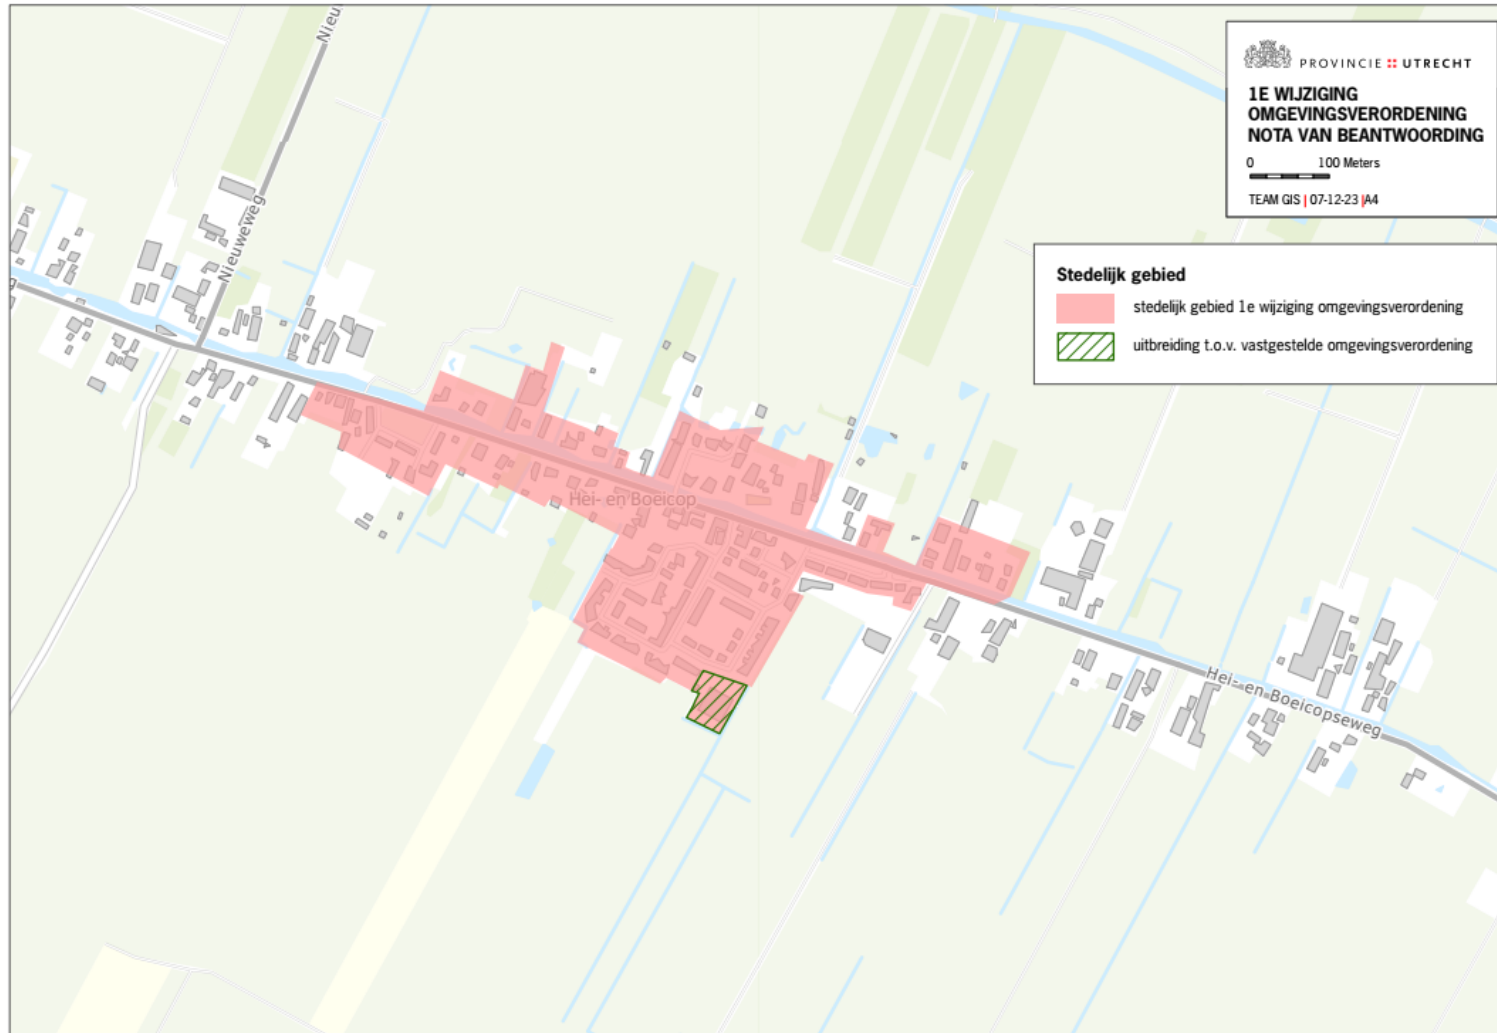 Nieu
PROVINCIE UTRECHT
1E WIJZIGING
OMGEVINGSVERORDENING
NOTA VAN BEANTWOORDING
0 100 Meters
TEAM GIS | 07-12-23 | A4
Nieuweweg
Stedelijk gebied
stedelijk gebied 1e wijziging omgevingsverordening
uitbreiding t.o.v. vastgestelde omgevingsverordening
g
Hei- en Boeicop
Hei- en Boeicopseweg